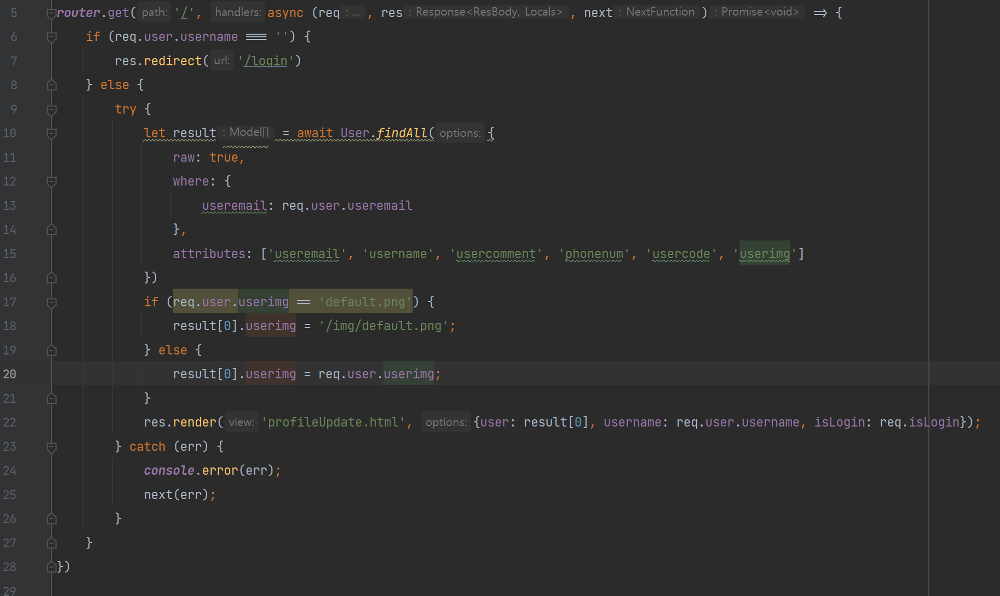 5 router.get( path: '/', handlers: async (req : ... , res : Response<ResBody, Locals> , next : NextFunction ) : Promise<void> => {
6 if (req.user.username === '') {
7 res.redirect( url: '/login')
8 } else {
9 try {
10 let result : Model[] = await User.findAll( options: {
11 raw: true,
12 where: {
13 useremail: req.user.useremail
14 },
15 attributes: ['useremail', 'username', 'usercomment', 'phonenum', 'usercode', 'userimg']
16 })
17 if (req.user.userimg == 'default.png') {
18 result[0].userimg = '/img/default.png';
19 } else {
20 result[0].userimg = req.user.userimg;
21 }
22 res.render( view: 'profileUpdate.html', options: {user: result[0], username: req.user.username, isLogin: req.isLogin});
23 } catch (err) {
24 console.error(err);
25 next(err);
26 }
27 }
28 })
29